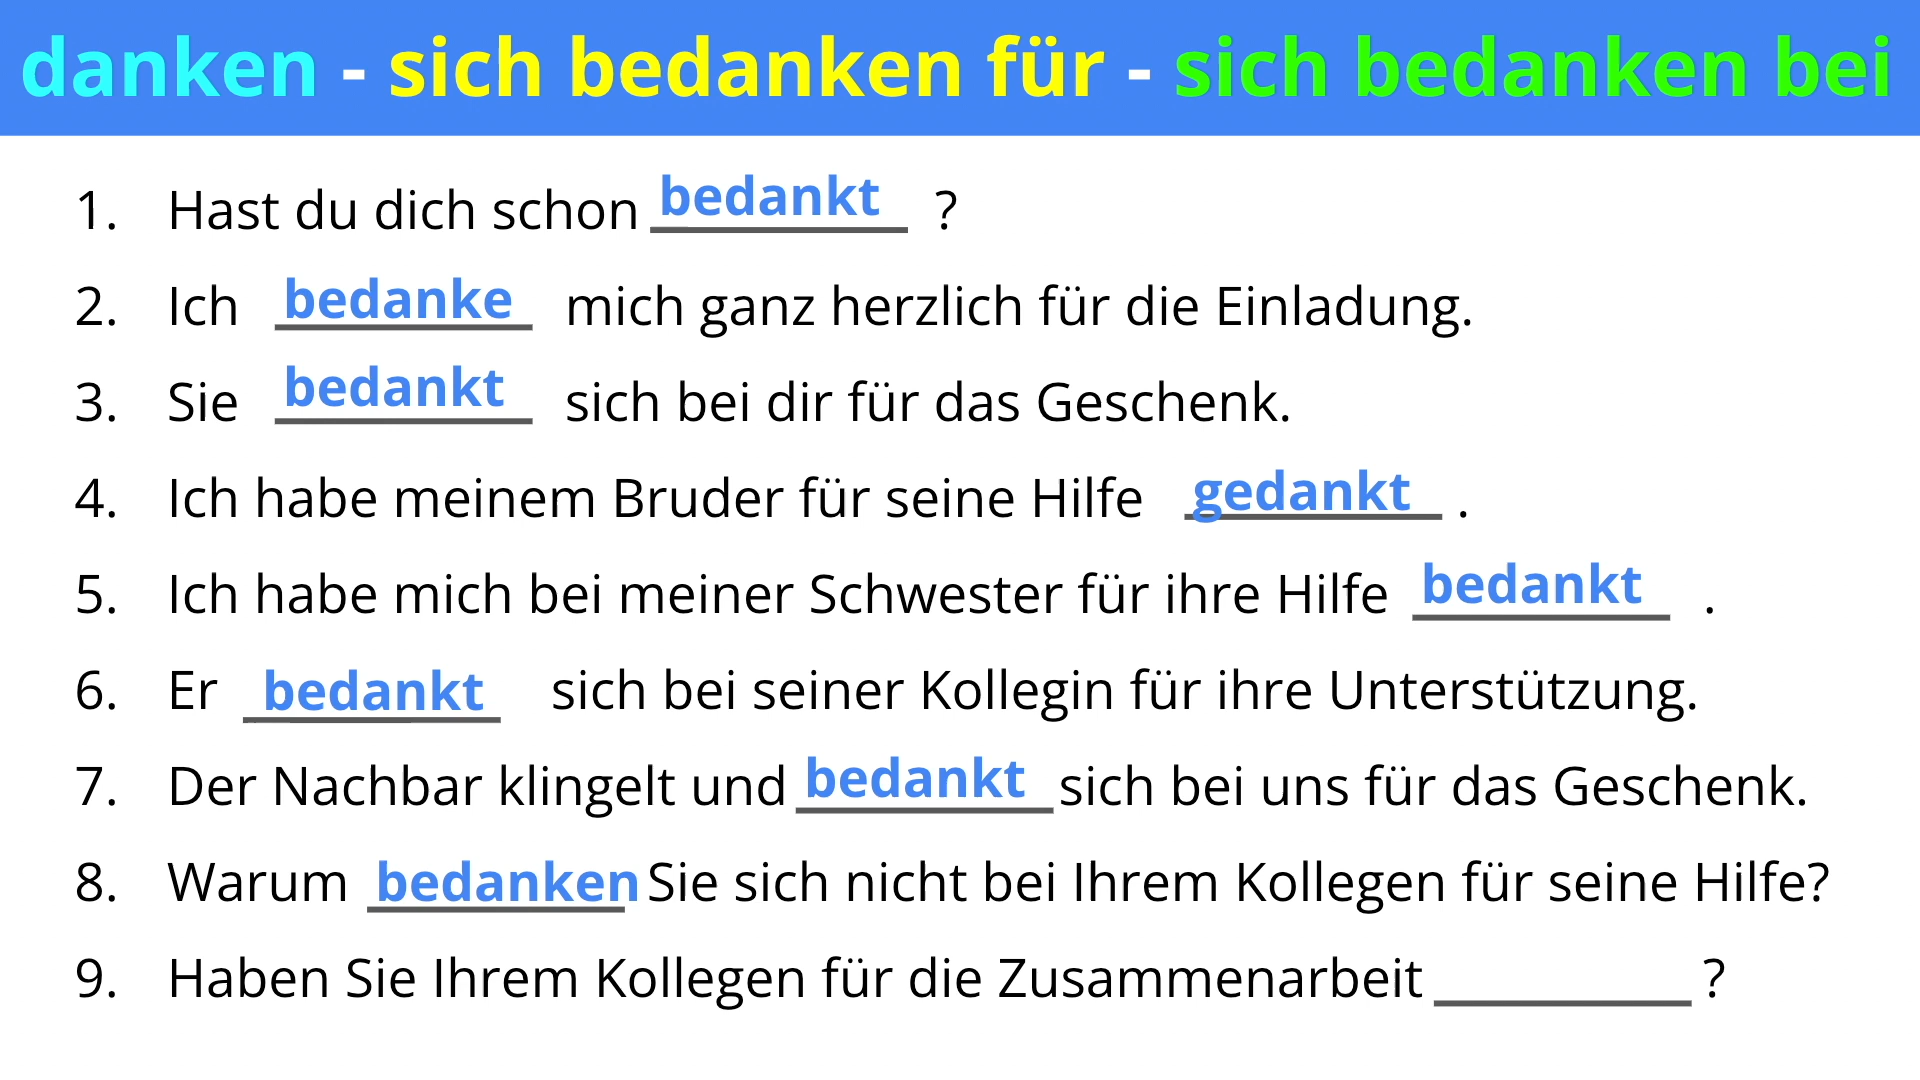 danken - sich bedanken für - sich bedanken bei
1. Hast du dich schon bedankt ?
2. Ich bedanke mich ganz herzlich für die Einladung.
3. Sie bedankt sich bei dir für das Geschenk.
4. Ich habe meinem Bruder für seine Hilfe gedankt .
5. Ich habe mich bei meiner Schwester für ihre Hilfe bedankt .
6. Er bedankt sich bei seiner Kollegin für ihre Unterstützung.
7. Der Nachbar klingelt und bedankt sich bei uns für das Geschenk.
8. Warum bedanken Sie sich nicht bei Ihrem Kollegen für seine Hilfe?
9. Haben Sie Ihrem Kollegen für die Zusammenarbeit ________ ?